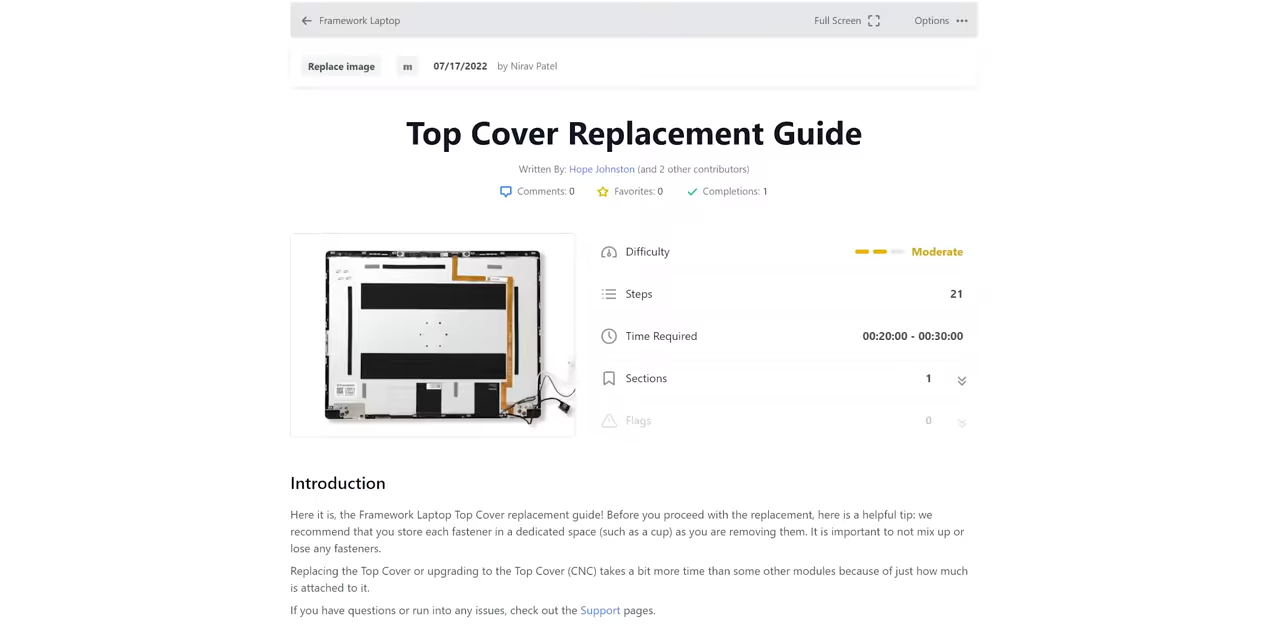 Framework Laptop
Full Screen
Options
Replace image
m
07/17/2022
by Nirav Patel
Top Cover Replacement Guide
Written By: Hope Johnston (and 2 other contributors)
Comments: 0
Favorites: 0
Completions: 1
Difficulty
Moderate
Steps
21
Time Required
00:20:00 - 00:30:00
Sections
1
Flags
0
Introduction
Here it is, the Framework Laptop Top Cover replacement guide! Before you proceed with the replacement, here is a helpful tip: we
recommend that you store each fastener in a dedicated space (such as a cup) as you are removing them. It is important to not mix up or
lose any fasteners.
Replacing the Top Cover or upgrading to the Top Cover (CNC) takes a bit more time than some other modules because of just how much
is attached to it.
If you have questions or run into any issues, check out the Support pages.